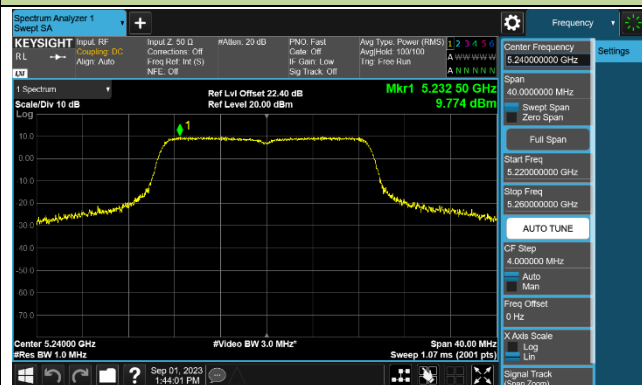 Spectrum Analyzer 1
Swept SA
+
Frequency
KEYSIGHT
RL
LXI
Input: RF
Coupling: DC
Align: Auto
Input Z: 50 Ω
Corrections: Off
Freq Ref: Int (S)
NFE: Off
#Atten: 20 dB
PNO: Fast
Gate: Off
IF Gain: Low
Sig Track: Off
Avg Type: Power (RMS)
Avg|Hold: 100/100
Trig: Free Run
1 2 3 4 5 6
A W W W W W
A N N N N N
Center Frequency
5.240000000 GHz
Settings
1 Spectrum
Scale/Div 10 dB
Log
Ref Lvl Offset 22.40 dB
Ref Level 20.00 dBm
Mkr1 5.232 50 GHz
9.774 dBm
1
10.0
0.00
-10.0
-20.0
-30.0
-40.0
-50.0
-60.0
-70.0
Span
40.0000000 MHz
Swept Span
Zero Span
Full Span
Start Freq
5.220000000 GHz
Stop Freq
5.260000000 GHz
AUTO TUNE
CF Step
4.000000 MHz
Auto
Man
Freq Offset
0 Hz
X Axis Scale
Log
Lin
Signal Track
(Span Zoom)
Center 5.24000 GHz
#Res BW 1.0 MHz
#Video BW 3.0 MHz*
Span 40.00 MHz
Sweep 1.07 ms (2001 pts)
?
Sep 01, 2023
1:44:01 PM